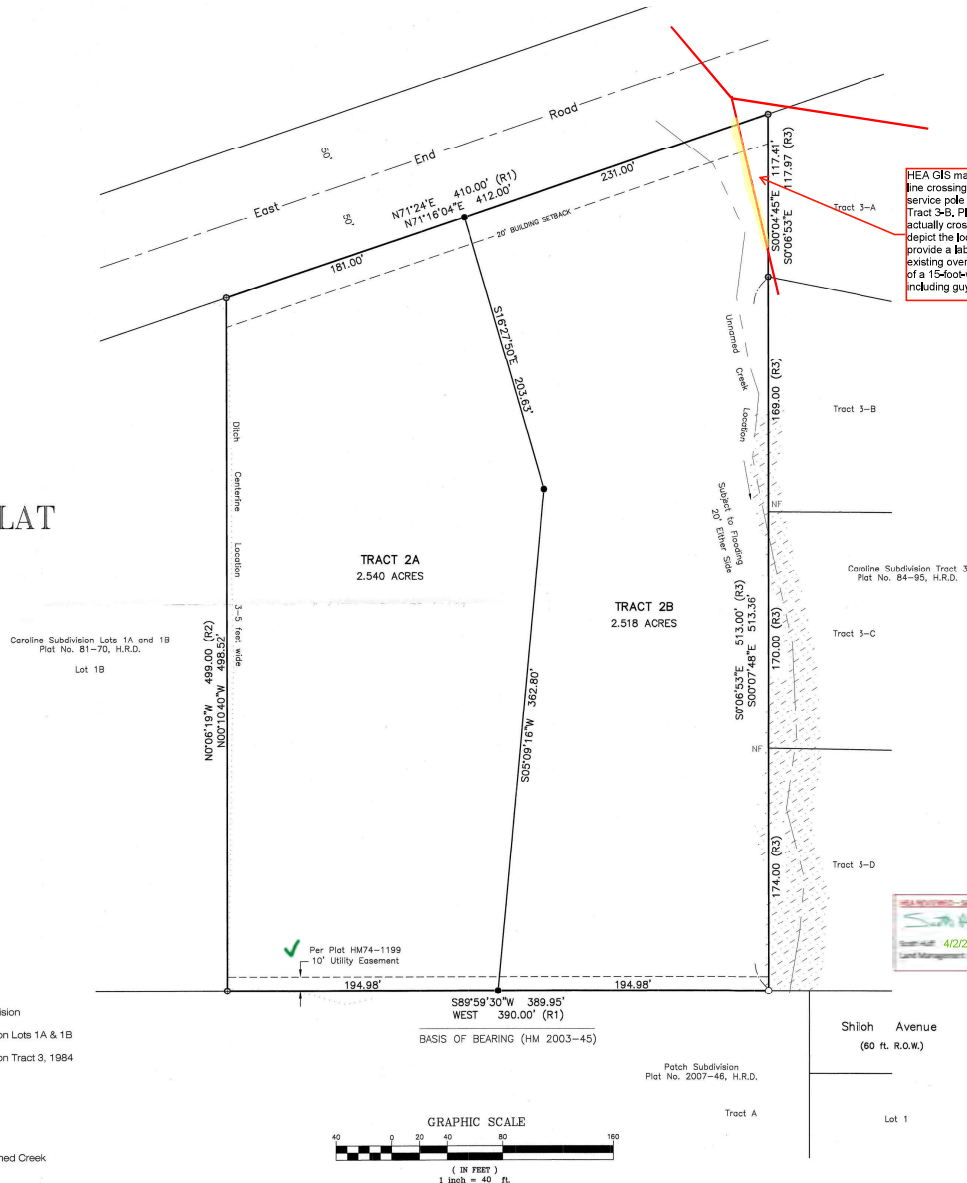 East End Road
50'
50'
N71°24'E 410.00' (R1)
N71°16'04"E 412.00'
231.00'
181.00'
20' BUILDING SETBACK
S00°04'45"E 117.41'
S0°06'53"E 117.97 (R3)
Tract 3-A
HEA GIS ma
line crossing
service pole
Tract 3-B. Pl
actually cros
depict the loc
provide a lab
existing over
of a 15-foot-w
including guy
S16°27'50"E 203.63'
Unnamed Creek Location
169.00 (R3)
Tract 3-B
Ditch Centerline Location 3-5 feet wide
Subject to Flooding
20' Either Side
NF
LAT
TRACT 2A
2.540 ACRES
TRACT 2B
2.518 ACRES
Caroline Subdivision Tract 3
Plat No. 84-95, H.R.D.
Caroline Subdivision Lots 1A and 1B
Plat No. 81-70, H.R.D.
Lot 1B
N0°06'19"W 499.00 (R2)
N00°10'40"W 498.52'
S05°09'16"W 362.80'
S0°06'53"E 513.00' (R3)
S00°07'48"E 513.36'
170.00 (R3)
Tract 3-C
NF
174.00 (R3)
Tract 3-D
4/2/2
Land Management
Per Plat HM74-1199
10' Utility Easement
194.98'
194.98'
S89°59'30"W 389.95'
WEST 390.00' (R1)
BASIS OF BEARING (HM 2003-45)
ision
on Lots 1A & 1B
on Tract 3, 1984
Shiloh Avenue
(60 ft. R.O.W.)
Patch Subdivision
Plat No. 2007-46, H.R.D.
Tract A
Lot 1
ned Creek
GRAPHIC SCALE
40 0 20 40 80 160
( IN FEET )
1 inch = 40 ft.